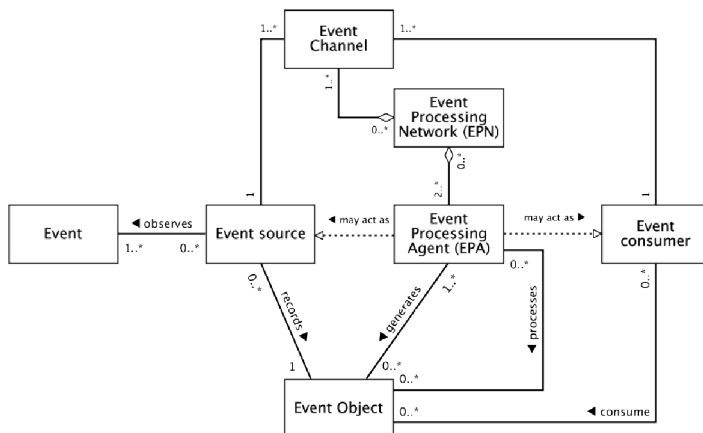 Event
Channel
1..*
1..*
1..*
Event
Processing
Network (EPN)
0..*
0..*
2..*
1
1
Event
◄ observes
1..*
0..*
Event source
◄ may act as
Event
Processing
Agent (EPA)
may act as ►
Event
consumer
0..*
records ►
1
1..*
◄ generates
0..*
0..*
◄ processes
0..*
0..*
Event Object
0..*
◄ consume